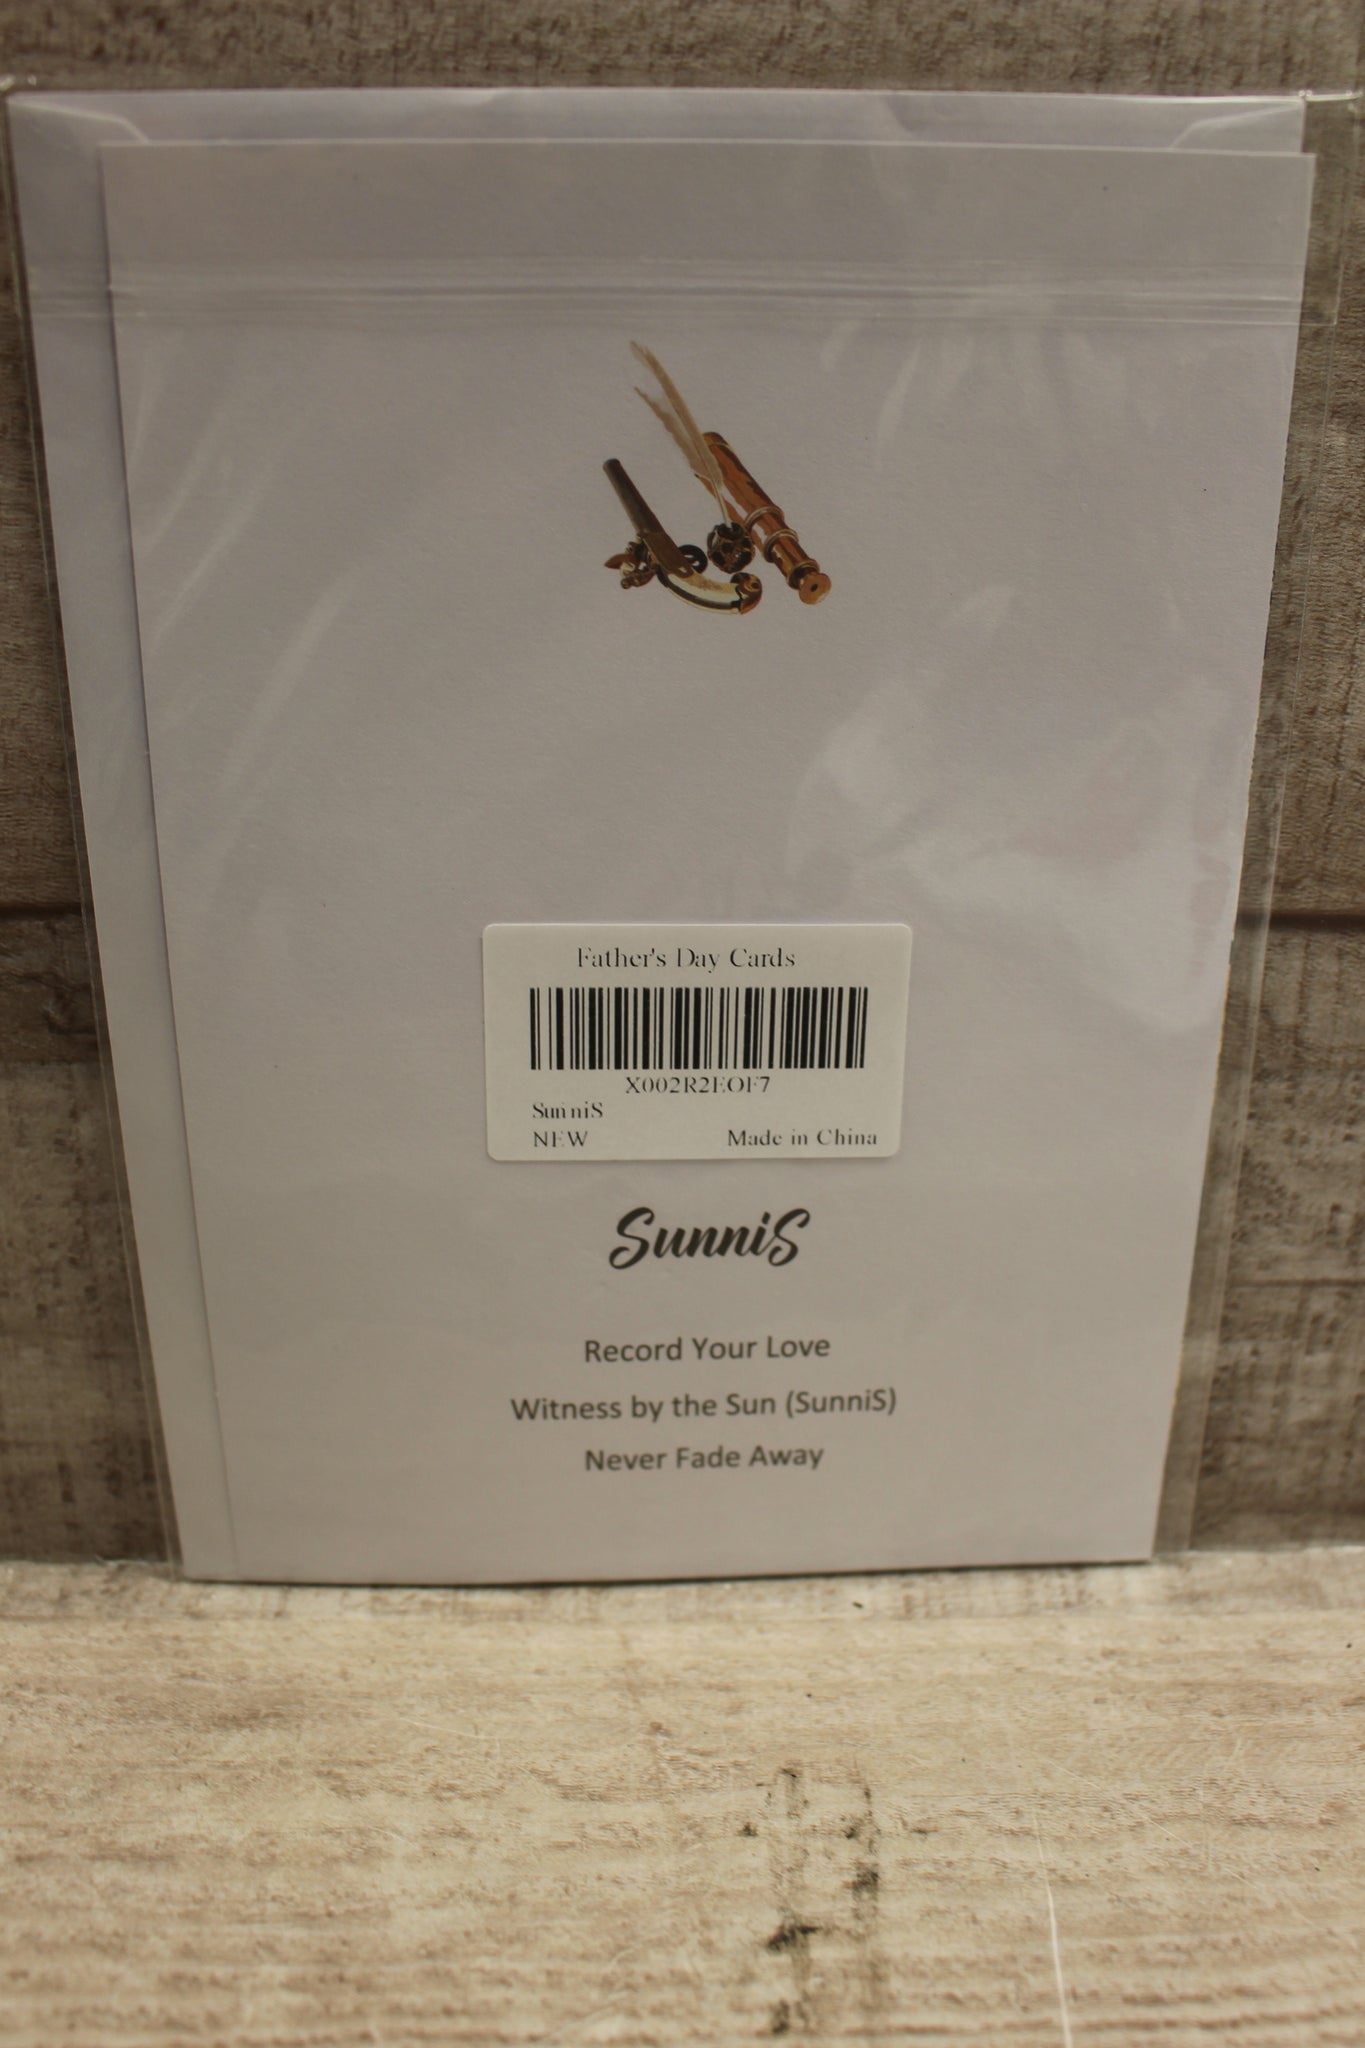 Father's Day Cards
X002R2EOF7
SunniS
NEW Made in China
SunniS
Record Your Love
Witness by the Sun (SunniS)
Never Fade Away